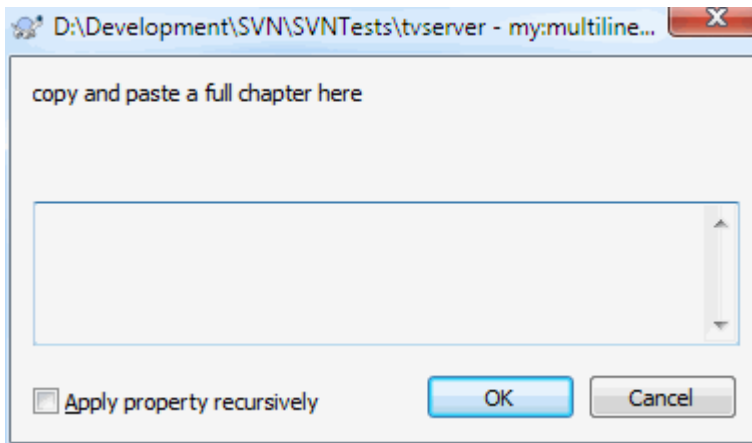 D:\Development\SVN\SVNTests\tvserver - my:multiline...
copy and paste a full chapter here
Apply property recursively
OK
Cancel